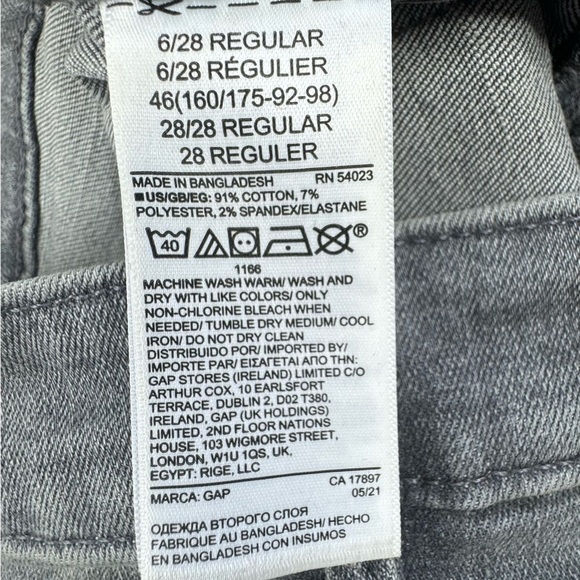 6/28 REGULAR
6/28 RÉGULIER
46(160/175-92-98)
28/28 REGULAR
28 REGULER
MADE IN BANGLADESH RN 54023
■US/GB/EG: 91% COTTON, 7%
POLYESTER, 2% SPANDEX/ELASTANE
40 ®
1166
MACHINE WASH WARM/ WASH AND
DRY WITH LIKE COLORS/ ONLY
NON-CHLORINE BLEACH WHEN
NEEDED/ TUMBLE DRY MEDIUM/ COOL
IRON/ DO NOT DRY CLEAN
DISTRIBUIDO POR/ IMPORTED BY/
IMPORTE PAR/ ΕΙΣΑΓΕΤΑΙ ΑΠΟ ΤΗΝ:
GAP STORES (IRELAND) LIMITED C/O
ARTHUR COX, 10 EARLSFORT
TERRACE, DUBLIN 2, D02 T380,
IRELAND, GAP (UK HOLDINGS)
LIMITED, 2ND FLOOR NATIONS
HOUSE, 103 WIGMORE STREET,
LONDON, W1U 1QS, UK,
EGYPT: RIGE, LLC
CA 17897
MARCA: GAP 05/21
ОДЕЖДА ВТОРОГО СЛОЯ
FABRIQUE AU BANGLADESH/ HECHO
EN BANGLADESH CON INSUMOS